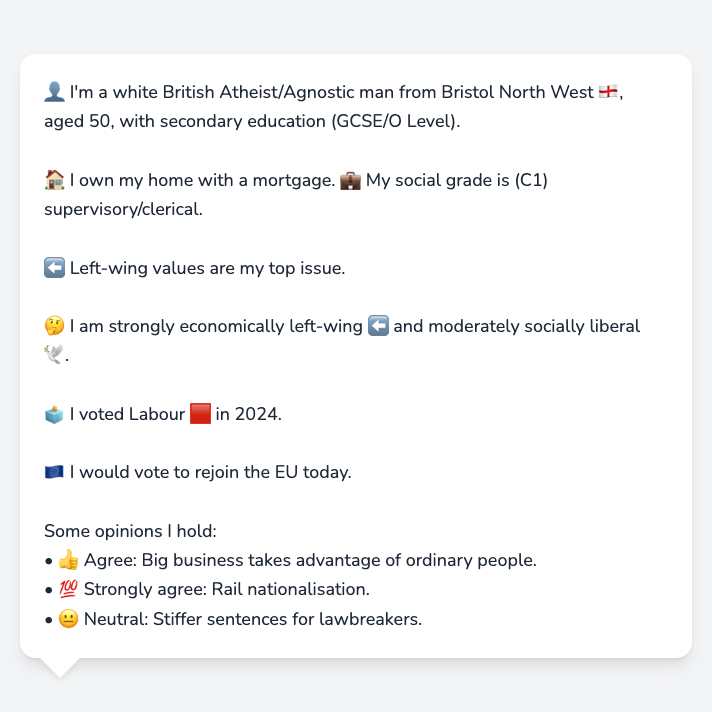 👤 I'm a white British Atheist/Agnostic man from Bristol North West 🏴󠁧󠁢󠁥󠁮󠁧󠁿,
aged 50, with secondary education (GCSE/O Level).
🏠 I own my home with a mortgage. 💼 My social grade is (C1)
supervisory/clerical.
⬅️ Left-wing values are my top issue.
🤔 I am strongly economically left-wing ⬅️ and moderately socially liberal
🕊️.
🗳️ I voted Labour 🟥 in 2024.
🇪🇺 I would vote to rejoin the EU today.
Some opinions I hold:
• 👍 Agree: Big business takes advantage of ordinary people.
• 💯 Strongly agree: Rail nationalisation.
• 😐 Neutral: Stiffer sentences for lawbreakers.